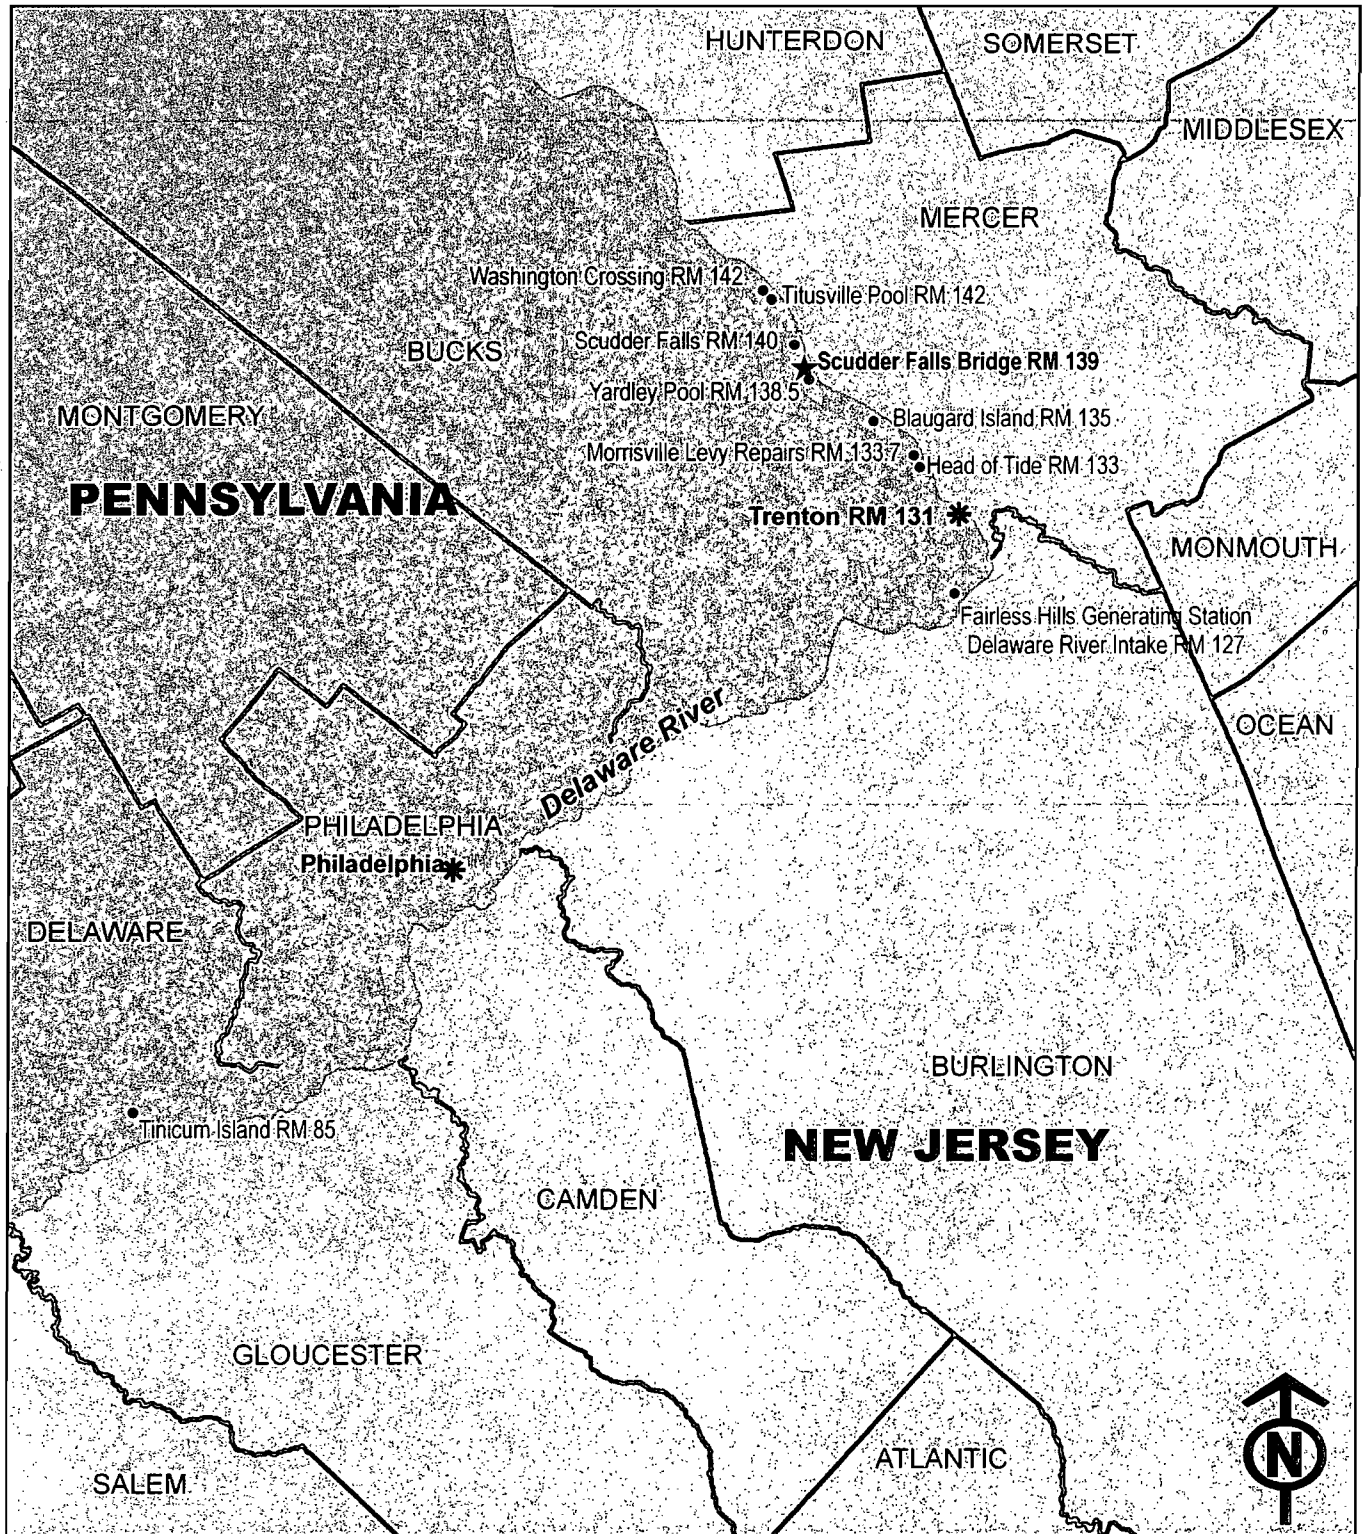 HUNTERDON
SOMERSET
MIDDLESEX
MERCER
Washington Crossing RM 142
Titusville Pool RM 142
Scudder Falls RM 140
BUCKS
Scudder Falls Bridge RM 139
Yardley Pool RM 138.5
MONTGOMERY
Blaugard Island RM 135
Morrisville Levy Repairs RM 133.7
Head of Tide RM 133
PENNSYLVANIA
Trenton RM 131
MONMOUTH
Fairless Hills Generating Station
Delaware River Intake RM 127
OCEAN
Delaware River
PHILADELPHIA
Philadelphia
DELAWARE
BURLINGTON
Tinicum Island RM 85
NEW JERSEY
CAMDEN
GLOUCESTER
ATLANTIC
N
SALEM